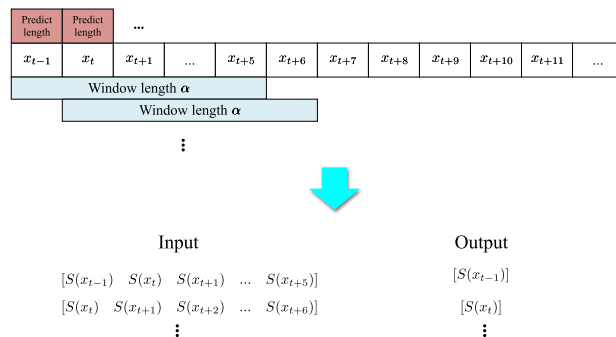 Predict length Predict length ...
x_{t-1} x_t x_{t+1} ... x_{t+5} x_{t+6} x_{t+7} x_{t+8} x_{t+9} x_{t+10} x_{t+11} ...
Window length α
Window length α
⋮
Input Output
[S(x_{t-1}) S(x_t) S(x_{t+1}) ... S(x_{t+5})] [S(x_{t-1})]
[S(x_t) S(x_{t+1}) S(x_{t+2}) ... S(x_{t+6})] [S(x_t)]
⋮ ⋮